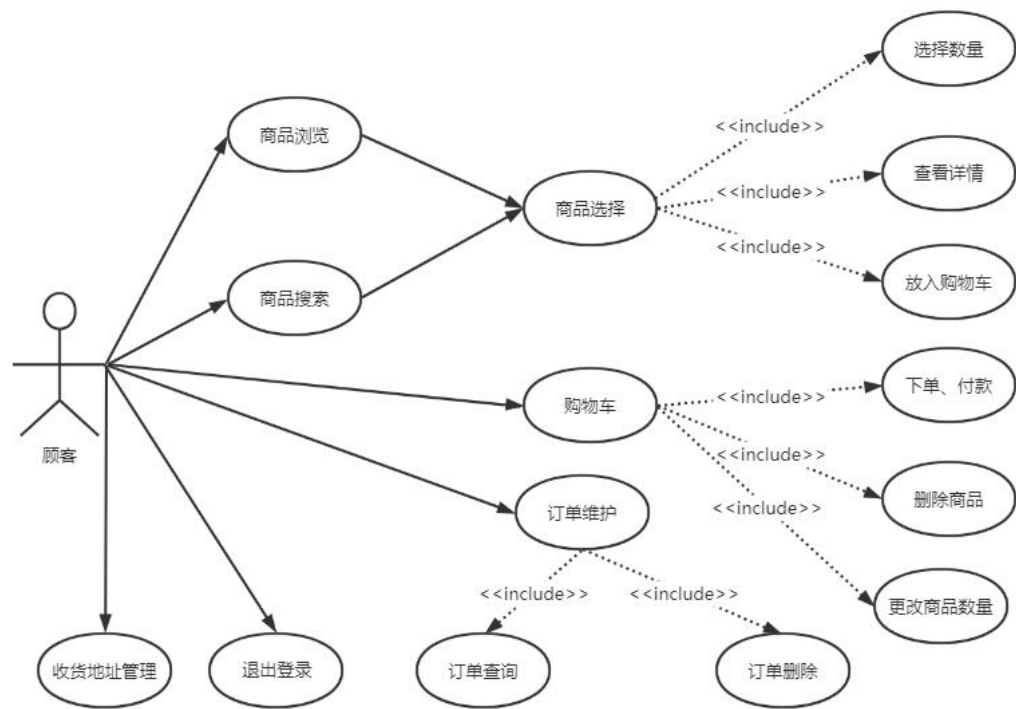 选择数量
<<include>>
商品浏览
查看详情
<<include>>
商品选择
<<include>>
放入购物车
商品搜索
下单、付款
<<include>>
购物车
顾客
<<include>>
删除商品
<<include>>
订单维护
<<include>>
<<include>>
更改商品数量
收货地址管理
退出登录
订单查询
订单删除